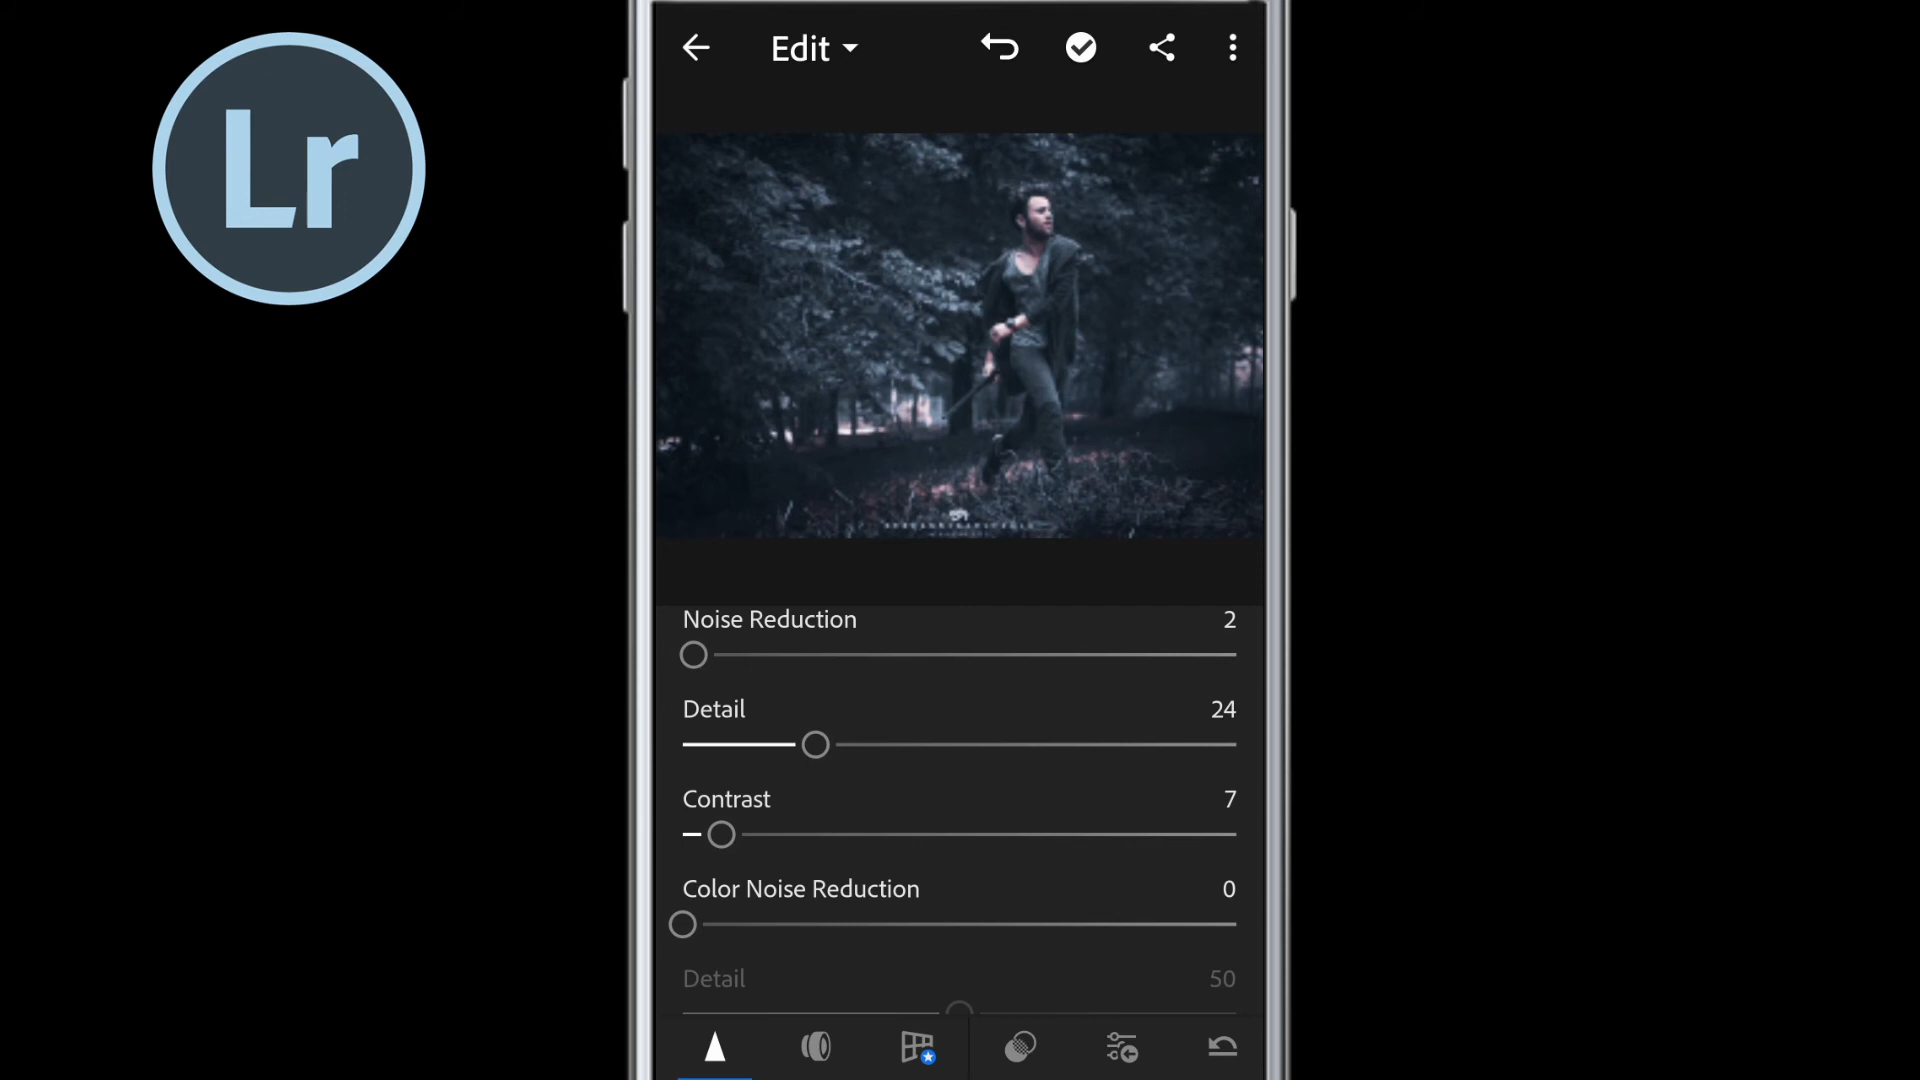 Lr
Edit
Noise Reduction 2
Detail 24
Contrast 7
Color Noise Reduction 0
Detail 50